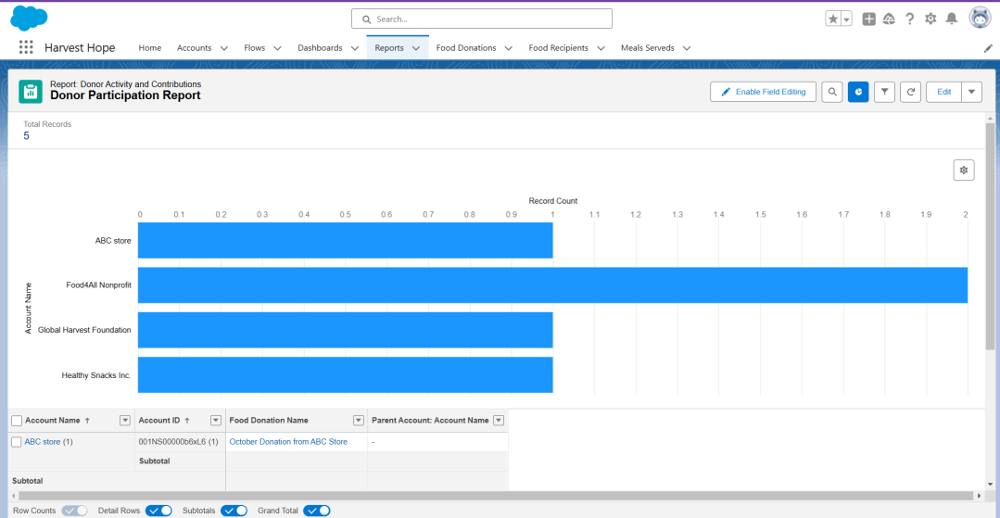 Search...
Harvest Hope
Home Accounts Flows Dashboards Reports Food Donations Food Recipients Meals Serveds
Report: Donor Activity and Contributions
Donor Participation Report
Enable Field Editing
Edit
Total Records
5
Record Count
0 0.1 0.2 0.3 0.4 0.5 0.6 0.7 0.8 0.9 1 1.1 1.2 1.3 1.4 1.5 1.6 1.7 1.8 1.9 2
Account Name
ABC store
Food4All Nonprofit
Global Harvest Foundation
Healthy Snacks Inc.
Account Name ↑ Account ID ↑ Food Donation Name Parent Account: Account Name
ABC store (1) 001NS00000b6xL6 (1) October Donation from ABC Store -
Subtotal
Subtotal
Row Counts Detail Rows Subtotals Grand Total